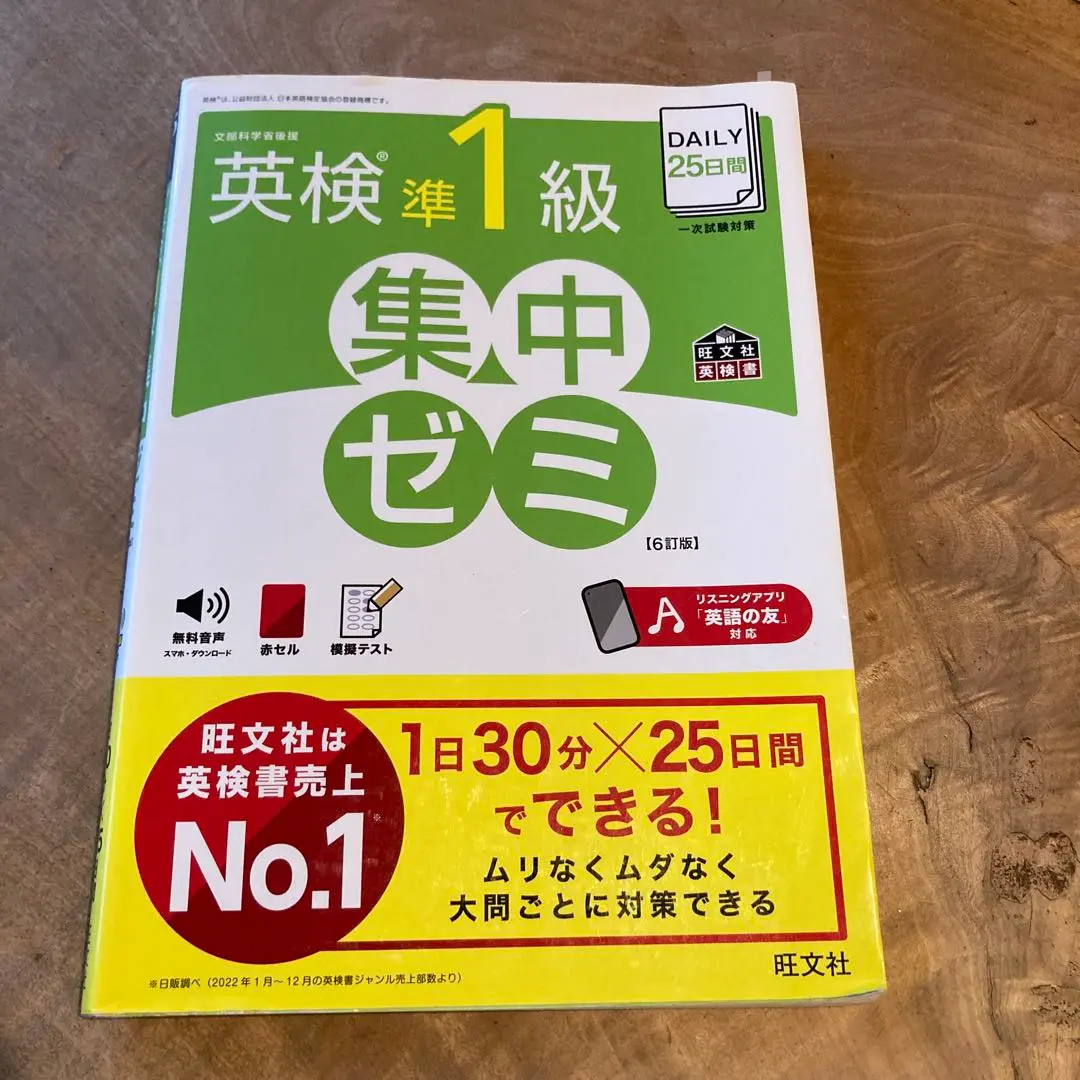 英検®は、公益財団法人 日本英語検定協会の登録商標です。
文部科学省後援
英検® 準1級
DAILY
25日間
一次試験対策
集中
ゼミ
旺文社
英検書
【6訂版】
無料音声
スマホ・ダウンロード
赤セル
模擬テスト
リスニングアプリ
「英語の友」
対応
旺文社は
英検書売上
No.1※
1日30分×25日間
でできる!
ムリなくムダなく
大問ごとに対策できる
※日販調べ（2022年1月〜12月の英検書ジャンル売上部数より）
旺文社